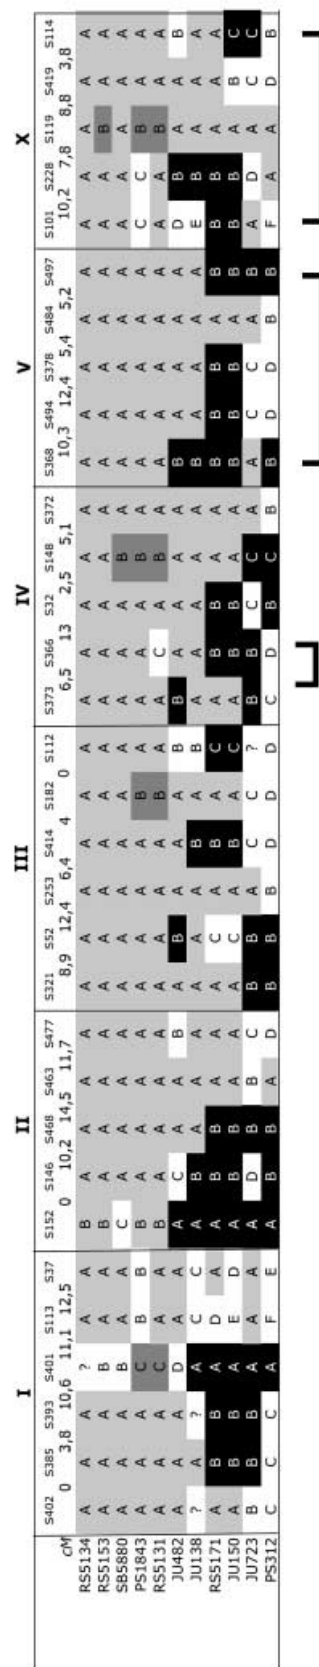 I II III IV V X
S402 S385 S393 S401 S113 S37 S152 S146 S468 S463 S477 S321 S52 S253 S414 S182 S112 S373 S366 S32 S148 S372 S368 S494 S378 S484 S497 S101 S228 S119 S419 S114
cM 0 3,8 10,6 11,1 12,5 0 10,2 14,5 11,7 8,9 12,4 6,4 4 0 6,5 13 2,5 5,1 10,3 12,4 5,4 5,2 10,2 7,8 8,8 3,8
RS5134 A A A ? A A B A A A A A A A A A A A A A A A A A A A A A A A A A
RS5153 A A A B A A B A A A A A A A A A A A A A A A A A A A A A A B A A
SB5880 A A A B A A C A A A A A A A A A A A A A B A A A A A A A A A A A
PS1843 A A A C B B B A A A A A A A A B A A A A B A A A A A A C C B A A
RS5131 A A A C A A B A A A A A A A A B A A C A B A A A A A A A A B A A
JU482 A A A D A A A C A A B A B A A A B B A A A A B A A A A D B A A B
JU138 ? A ? A C C A B A A A A A A B A B A A A A A B A A A A E B A A A
RS5171 A B B A D A A B B A A A C A B A C A B B A A B B B A B B B A A A
JU150 A B B A E D A B B A A A C A B A C A B B A A B B B A B B B A B C
JU723 B B B A A A A D B B C B B A C C ? B B C C A A C C A B A D A C C
PS312 C C C A F E A B B A D B B B D D D C D B C B B D D B B F A A D B